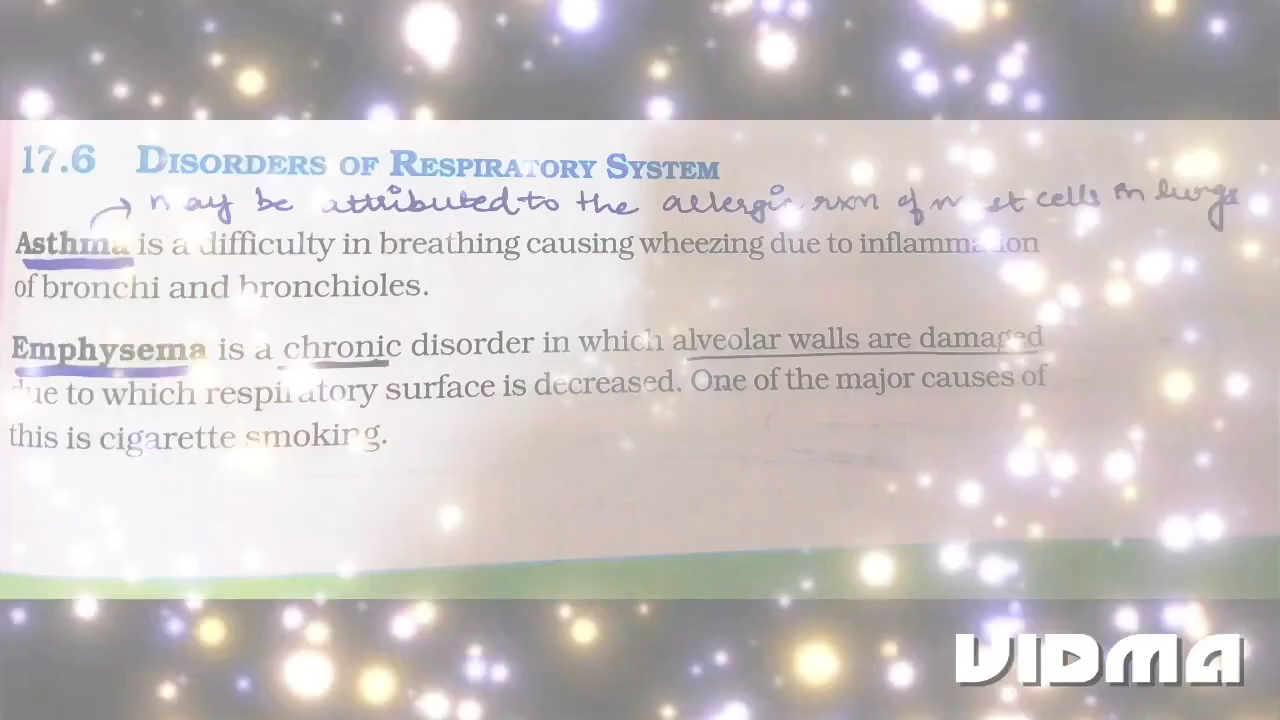 17.6 DISORDERS OF RESPIRATORY SYSTEM
may be attributed to the allergic rxn of mast cells in lungs
Asthma is a difficulty in breathing causing wheezing due to inflammation
of bronchi and bronchioles.
Emphysema is a chronic disorder in which alveolar walls are damaged
due to which respiratory surface is decreased. One of the major causes of
this is cigarette smoking.
VIDMA